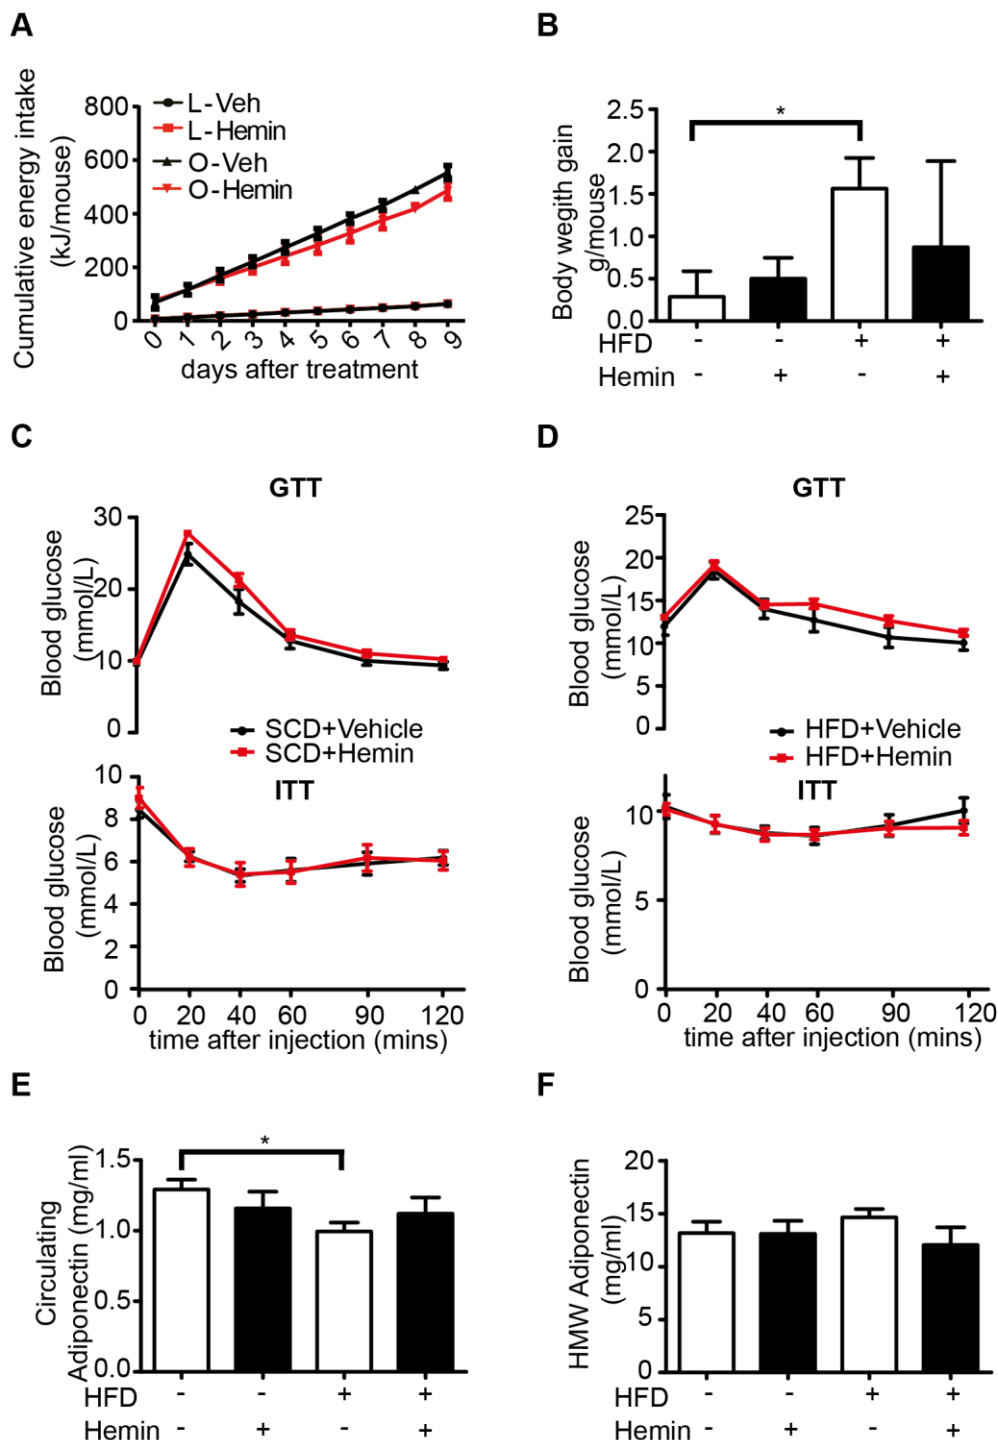 A
Cumulative energy intake
(kJ/mouse)
800
600
400
200
0
L-Veh
L-Hemin
O-Veh
O-Hemin
0 1 2 3 4 5 6 7 8 9
days after treatment
B
Body wegith gain
g/mouse
2.5
2.0
1.5
1.0
0.5
0.0
*
HFD - - + +
Hemin - + - +
C
GTT
Blood glucose
(mmol/L)
30
20
10
0
SCD+Vehicle
SCD+Hemin
ITT
Blood glucose
(mmol/L)
10
8
6
4
2
0
0 20 40 60 90 120
time after injection (mins)
D
GTT
Blood glucose
(mmol/L)
25
20
15
10
5
0
HFD+Vehicle
HFD+Hemin
ITT
Blood glucose
(mmol/L)
10
5
0
0 20 40 60 90 120
time after injection (mins)
E
Circulating
Adiponectin (mg/ml)
1.5
1.0
0.5
0.0
*
HFD - - + +
Hemin - + - +
F
HMW Adiponectin
(mg/ml)
20
15
10
5
0
HFD - - + +
Hemin - + - +